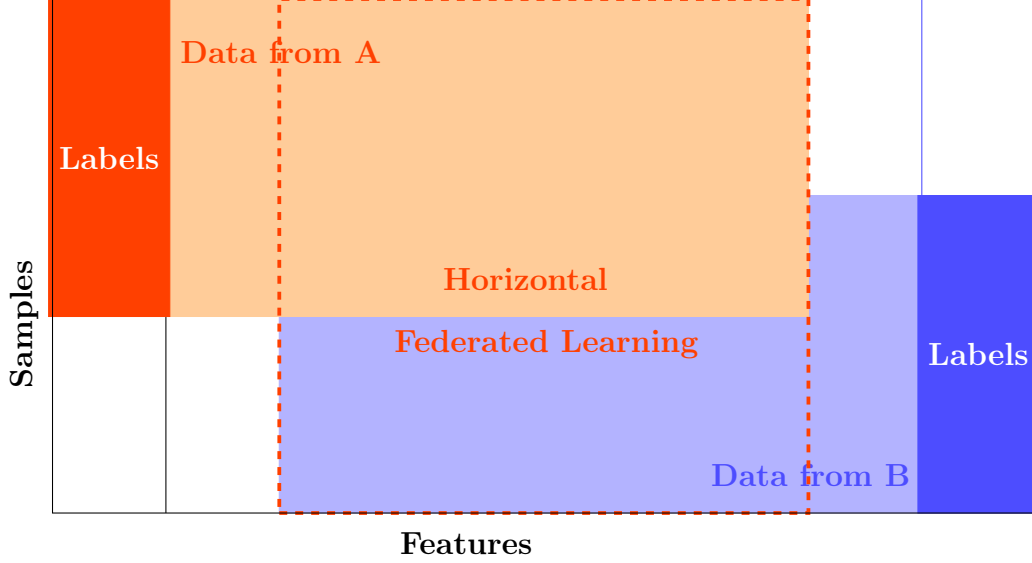 Data from A
Labels
Horizontal
Federated Learning
Samples
Labels
Data from B
Features